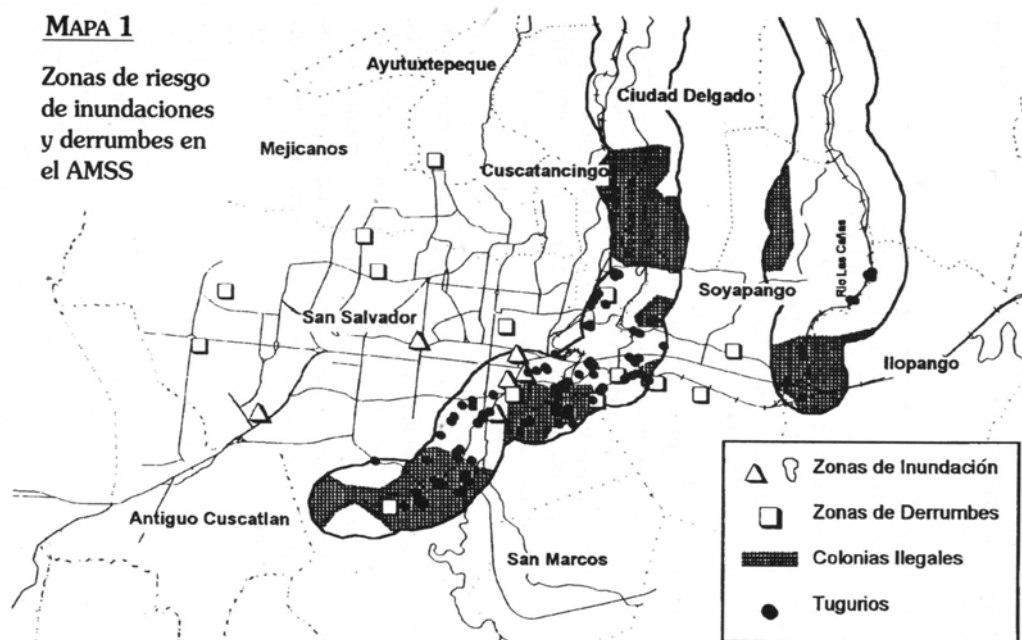 MAPA 1
Zonas de riesgo
de inundaciones
y derrumbes en
el AMSS
Ayutuxtepeque
Ciudad Delgado
Mejicanos
Cuscatancingo
Rio Las Cañas
Soyapango
San Salvador
Ilopango
Antiguo Cuscatlan
San Marcos
Zonas de Inundación
Zonas de Derrumbes
Colonias Ilegales
Tugurios